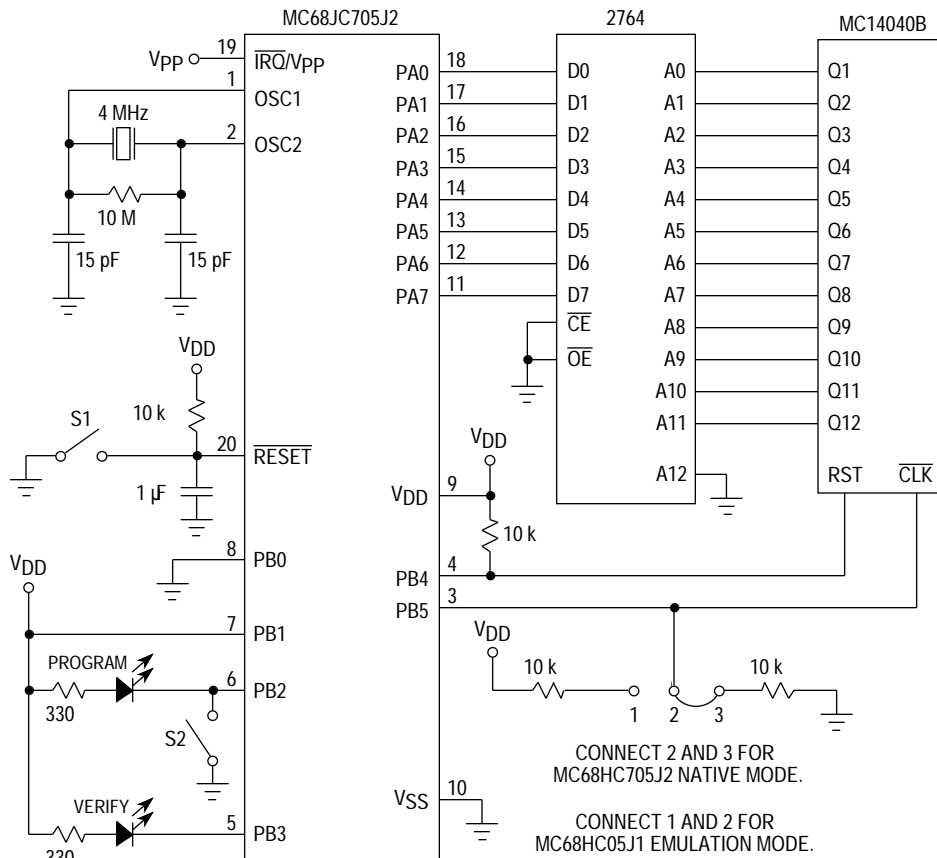 MC68JC705J2
2764
MC14040B
VPP
19
IRQ/VPP
1
OSC1
4 MHz
2
OSC2
10 M
15 pF
15 pF
PA0
18
D0
A0
Q1
PA1
17
D1
A1
Q2
PA2
16
D2
A2
Q3
PA3
15
D3
A3
Q4
PA4
14
D4
A4
Q5
PA5
13
D5
A5
Q6
PA6
12
D6
A6
Q7
PA7
11
D7
A7
Q8
CE
A8
Q9
OE
A9
Q10
A10
Q11
A11
Q12
A12
RST
CLK
VDD
10 k
S1
20
RESET
1 µF
VDD
VDD
9
10 k
8
PB0
PB4
4
PB5
3
VDD
7
PB1
PROGRAM
330
6
PB2
S2
VERIFY
330
5
PB3
VDD
10 k
10 k
1
2
3
CONNECT 2 AND 3 FOR
MC68HC705J2 NATIVE MODE.
VSS
10
CONNECT 1 AND 2 FOR
MC68HC05J1 EMULATION MODE.